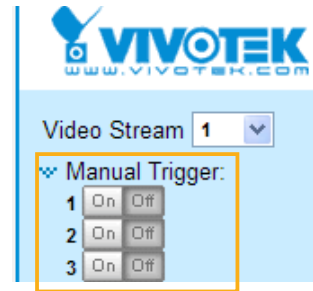 VIVOTEK
www.vivotek.com
Video Stream 1
Manual Trigger:
1 On Off
2 On Off
3 On Off